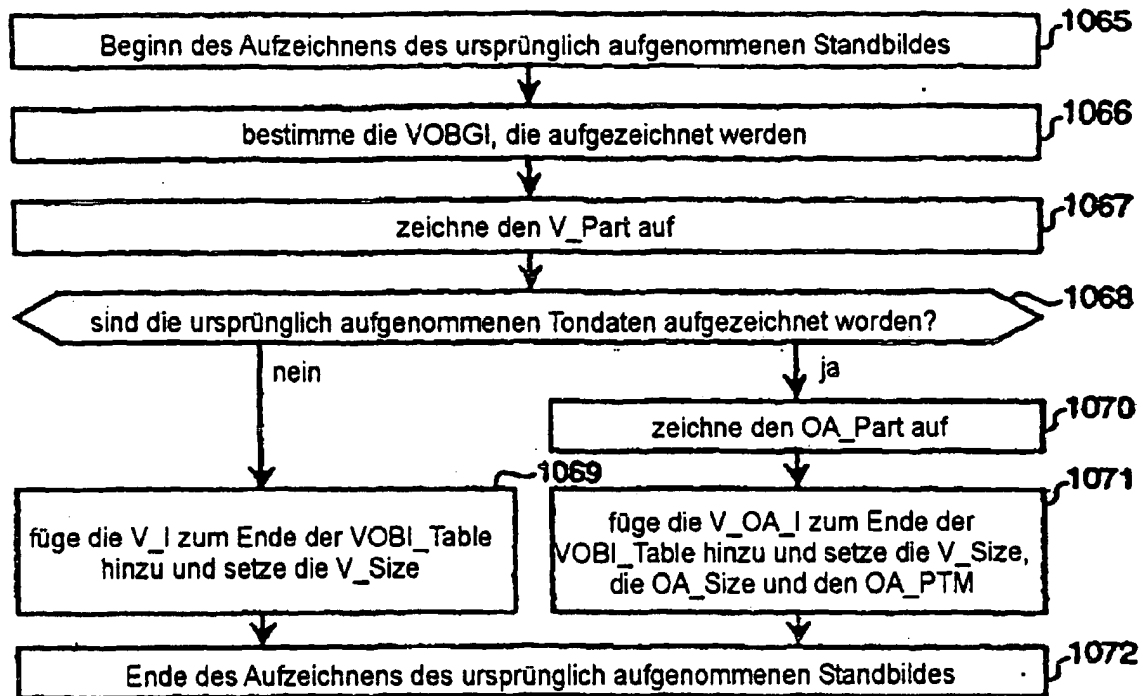 1065
Beginn des Aufzeichnens des ursprünglich aufgenommenen Standbildes
1066
bestimme die VOBGI, die aufgezeichnet werden
1067
zeichne den V_Part auf
1068
sind die ursprünglich aufgenommenen Tondaten aufgezeichnet worden?
nein
ja
1070
zeichne den OA_Part auf
1069
füge die V_I zum Ende der VOBI_Table
hinzu und setze die V_Size
1071
füge die V_OA_I zum Ende der
VOBI_Table hinzu und setze die V_Size,
die OA_Size und den OA_PTM
1072
Ende des Aufzeichnens des ursprünglich aufgenommenen Standbildes